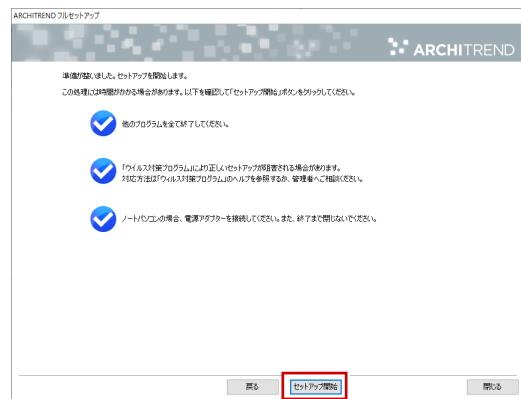 ARCHITREND フルセットアップ
ARCHITREND
準備が整いました。セットアップを開始します。
この処理には時間がかかる場合があります。以下を確認して「セットアップ開始」ボタンをクリックしてください。
他のプログラムを全て終了してください。
「ウイルス対策プログラム」により正しいセットアップが阻害される場合があります。
対応方法は「ウィルス対策プログラム」のヘルプを参照するか、管理者へご相談ください。
ノートパソコンの場合、電源アダプターを接続してください。また、終了まで閉じないでください。
戻る
セットアップ開始
閉じる